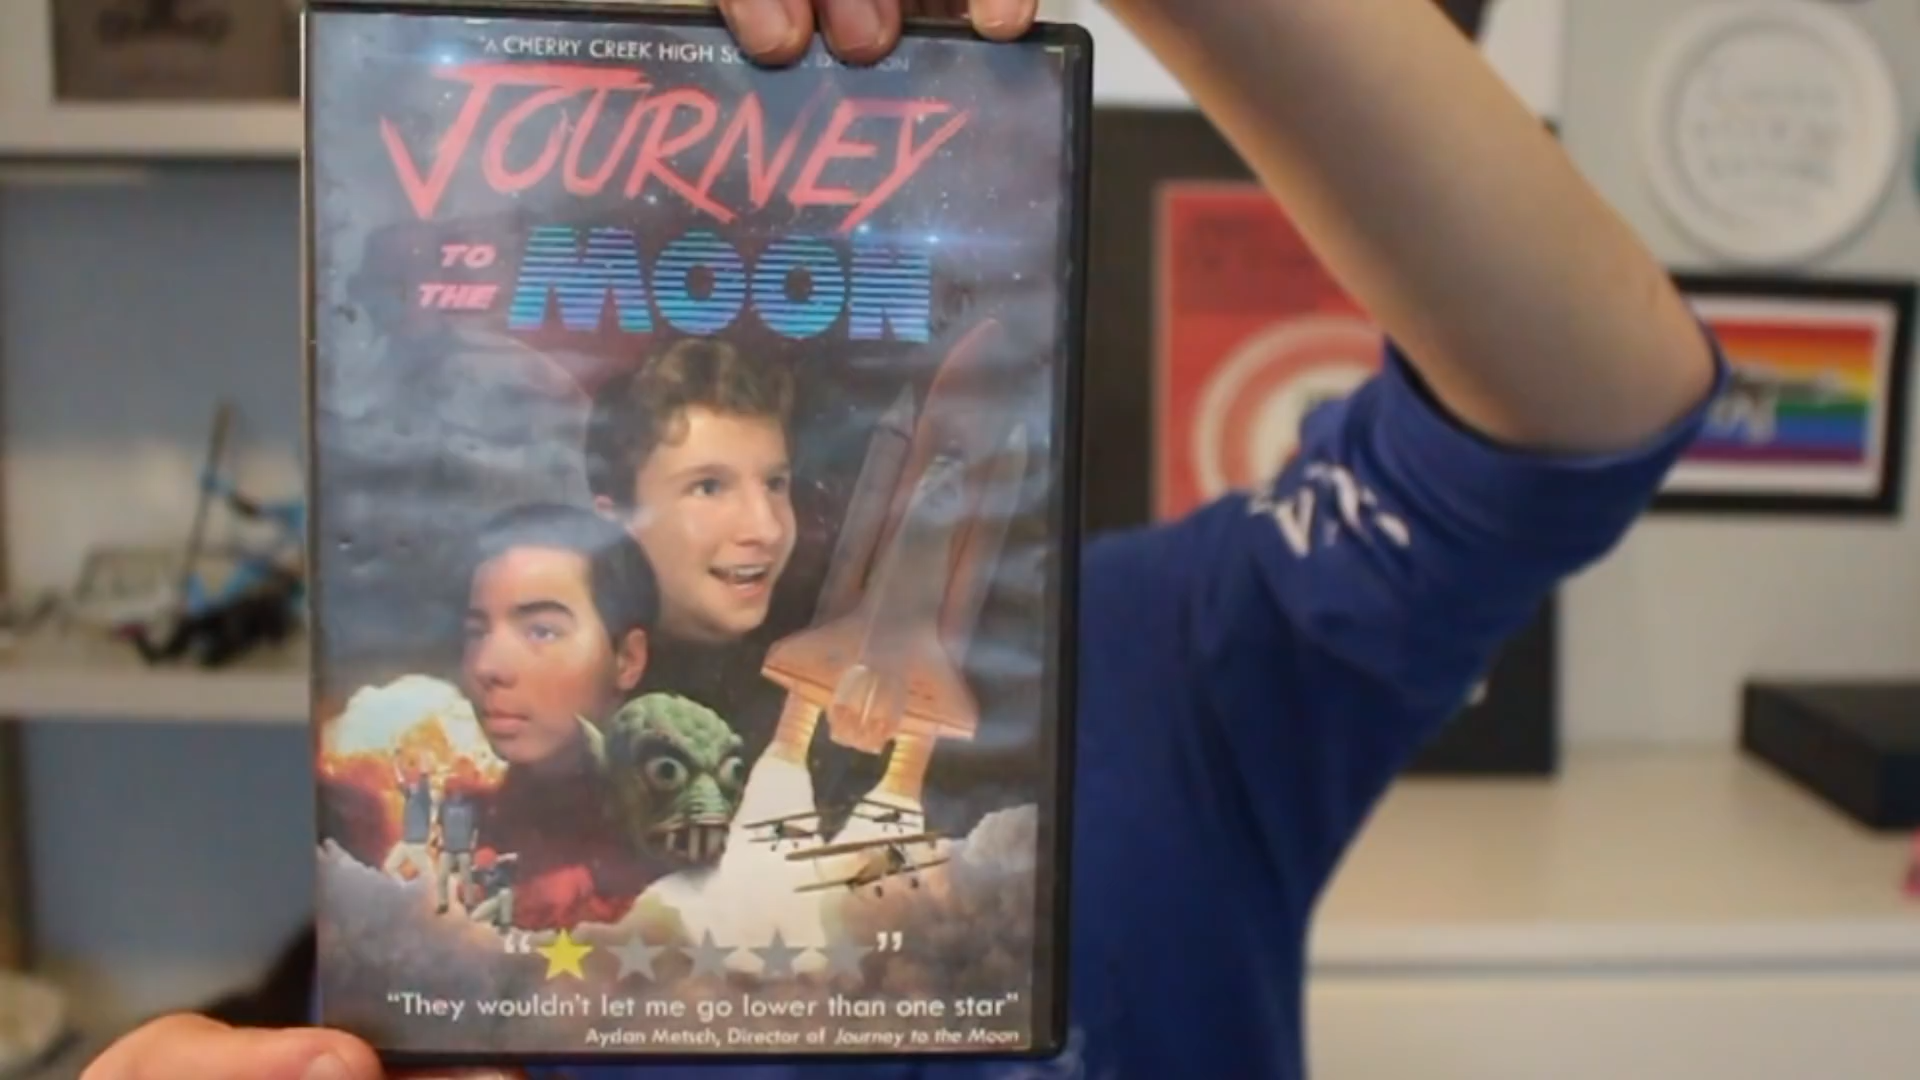 "A CHERRY CREEK HIGH
JOURNEY
TO
THE
MOON
"They wouldn't let me go lower than one star"
Aydan Metsch, Director of Journey to the Moon